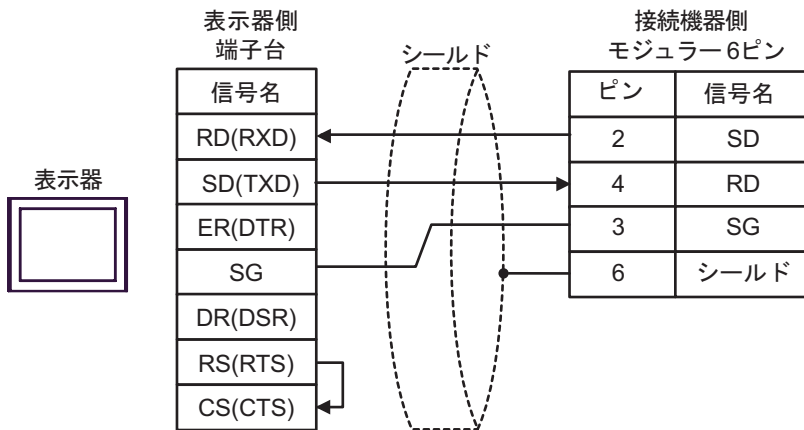 表示器側
端子台
シールド
接続機器側
モジュラー 6ピン
信号名
ピン 信号名
RD(RXD)
2 SD
SD(TXD)
4 RD
表示器
ER(DTR)
3 SG
SG
6 シールド
DR(DSR)
RS(RTS)
CS(CTS)